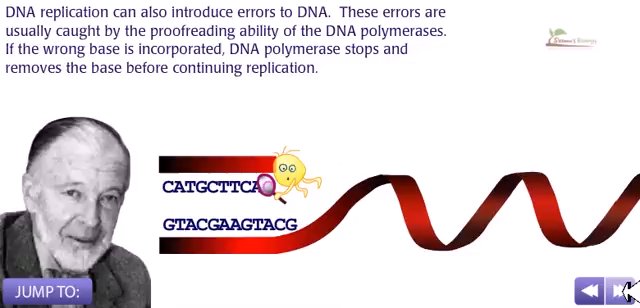 DNA replication can also introduce errors to DNA.  These errors are
usually caught by the proofreading ability of the DNA polymerases.
If the wrong base is incorporated, DNA polymerase stops and
removes the base before continuing replication.
CATGCTTCA
GTACGAAGTACG
JUMP TO: